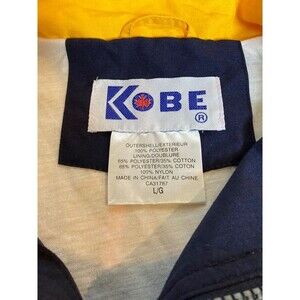 KOBE
®
OUTERSHELL/EXTERIEUR
100% POLYESTER
LINING/DOUBLURE
65% POLYESTER/35% COTTON
65% POLYESTER/35% COTTON
100% NYLON
MADE IN CHINA/FAIT AU CHINE
CA31767
L/G